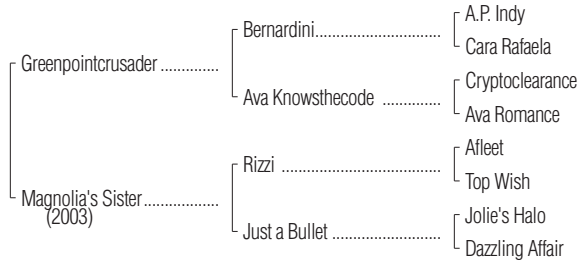 A.P. Indy
Bernardini
Cara Rafaela
Greenpointcrusader
Cryptoclearance
Ava Knowsthecode
Ava Romance
Afleet
Rizzi
Top Wish
Magnolia's Sister
(2003)
Jolie's Halo
Just a Bullet
Dazzling Affair